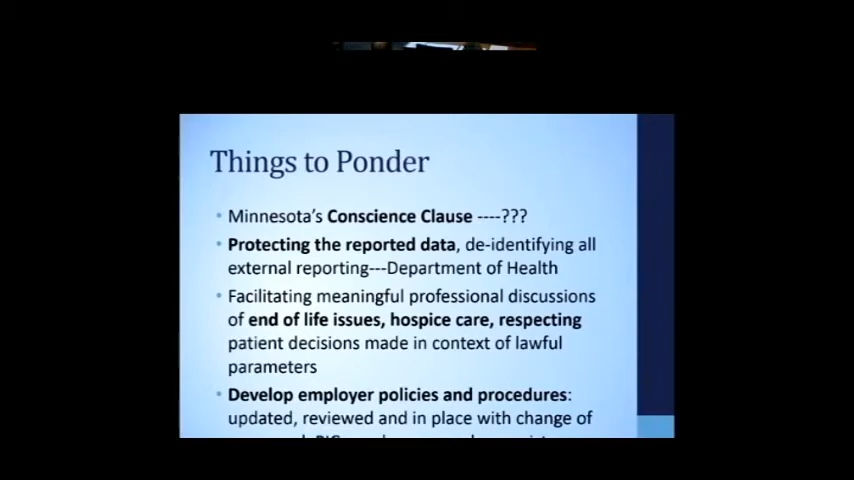 Things to Ponder
• Minnesota's Conscience Clause ----???
• Protecting the reported data, de-identifying all
external reporting---Department of Health
• Facilitating meaningful professional discussions
of end of life issues, hospice care, respecting
patient decisions made in context of lawful
parameters
• Develop employer policies and procedures:
updated, reviewed and in place with change of